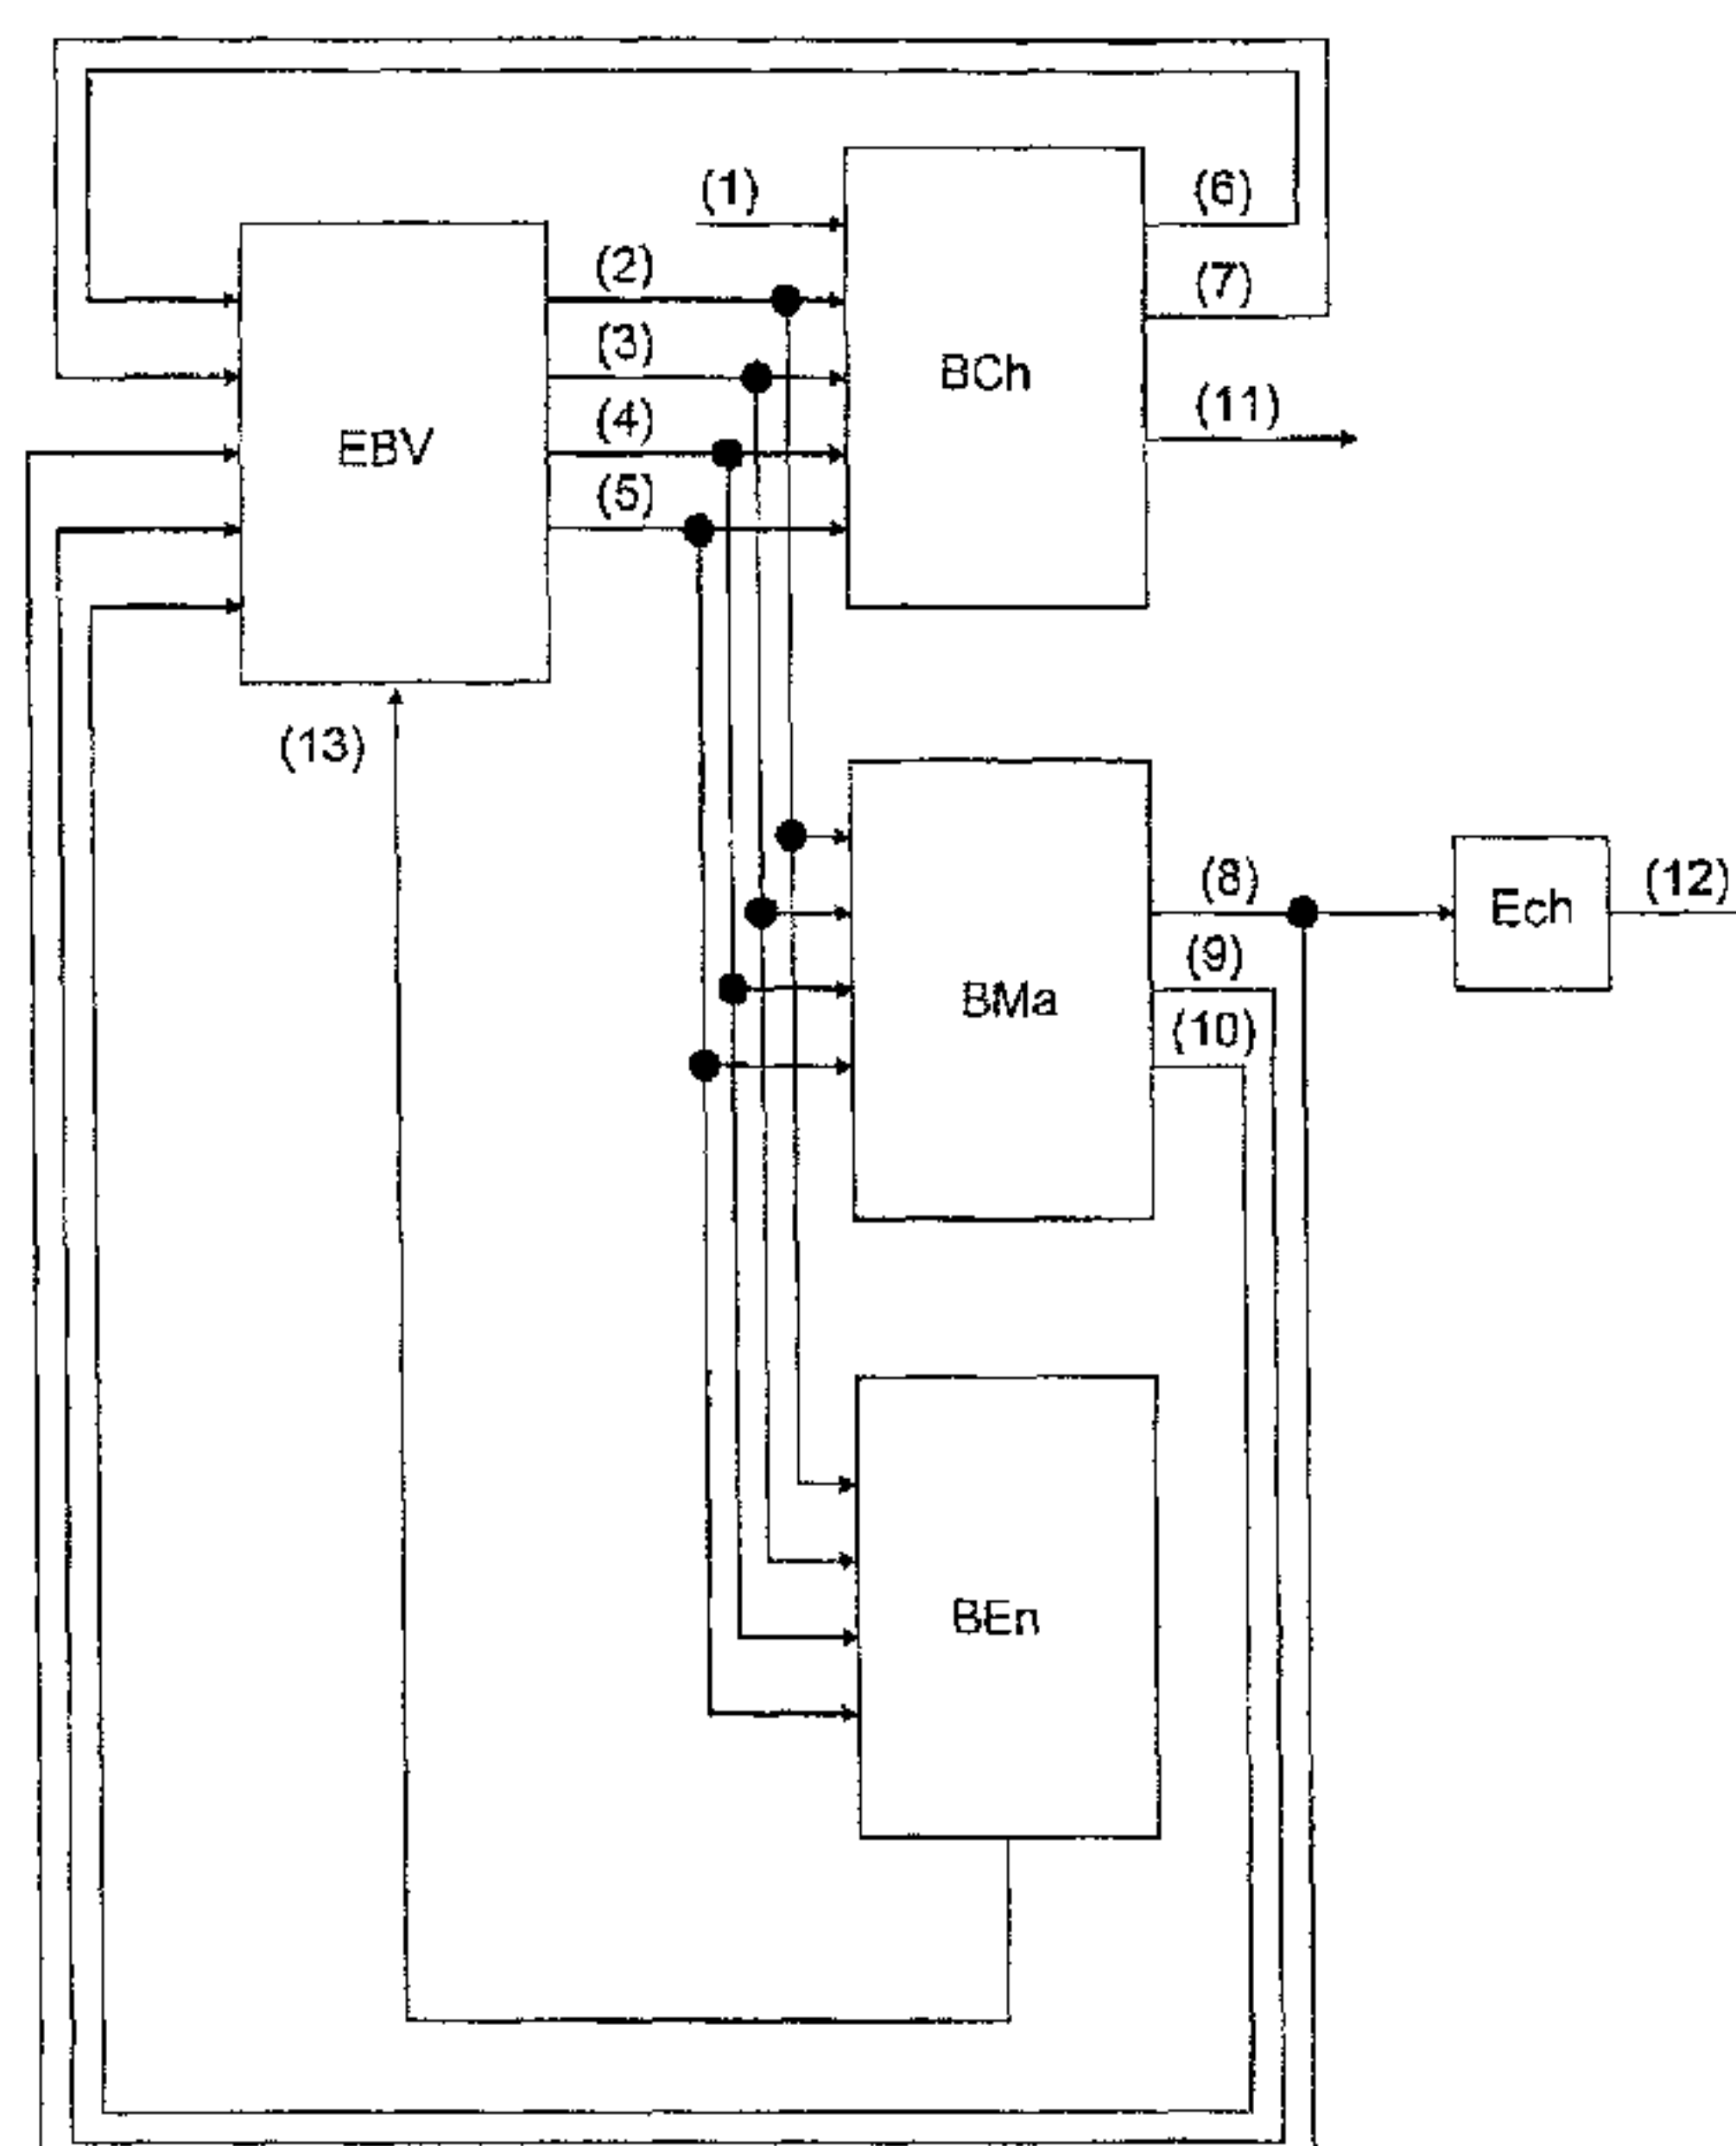 (1)
(6)
(2)
(7)
(3)
BCh
(4)
(11)
EBV
(5)
(13)
(8)
Ech
(12)
(9)
BMa
(10)
BEn